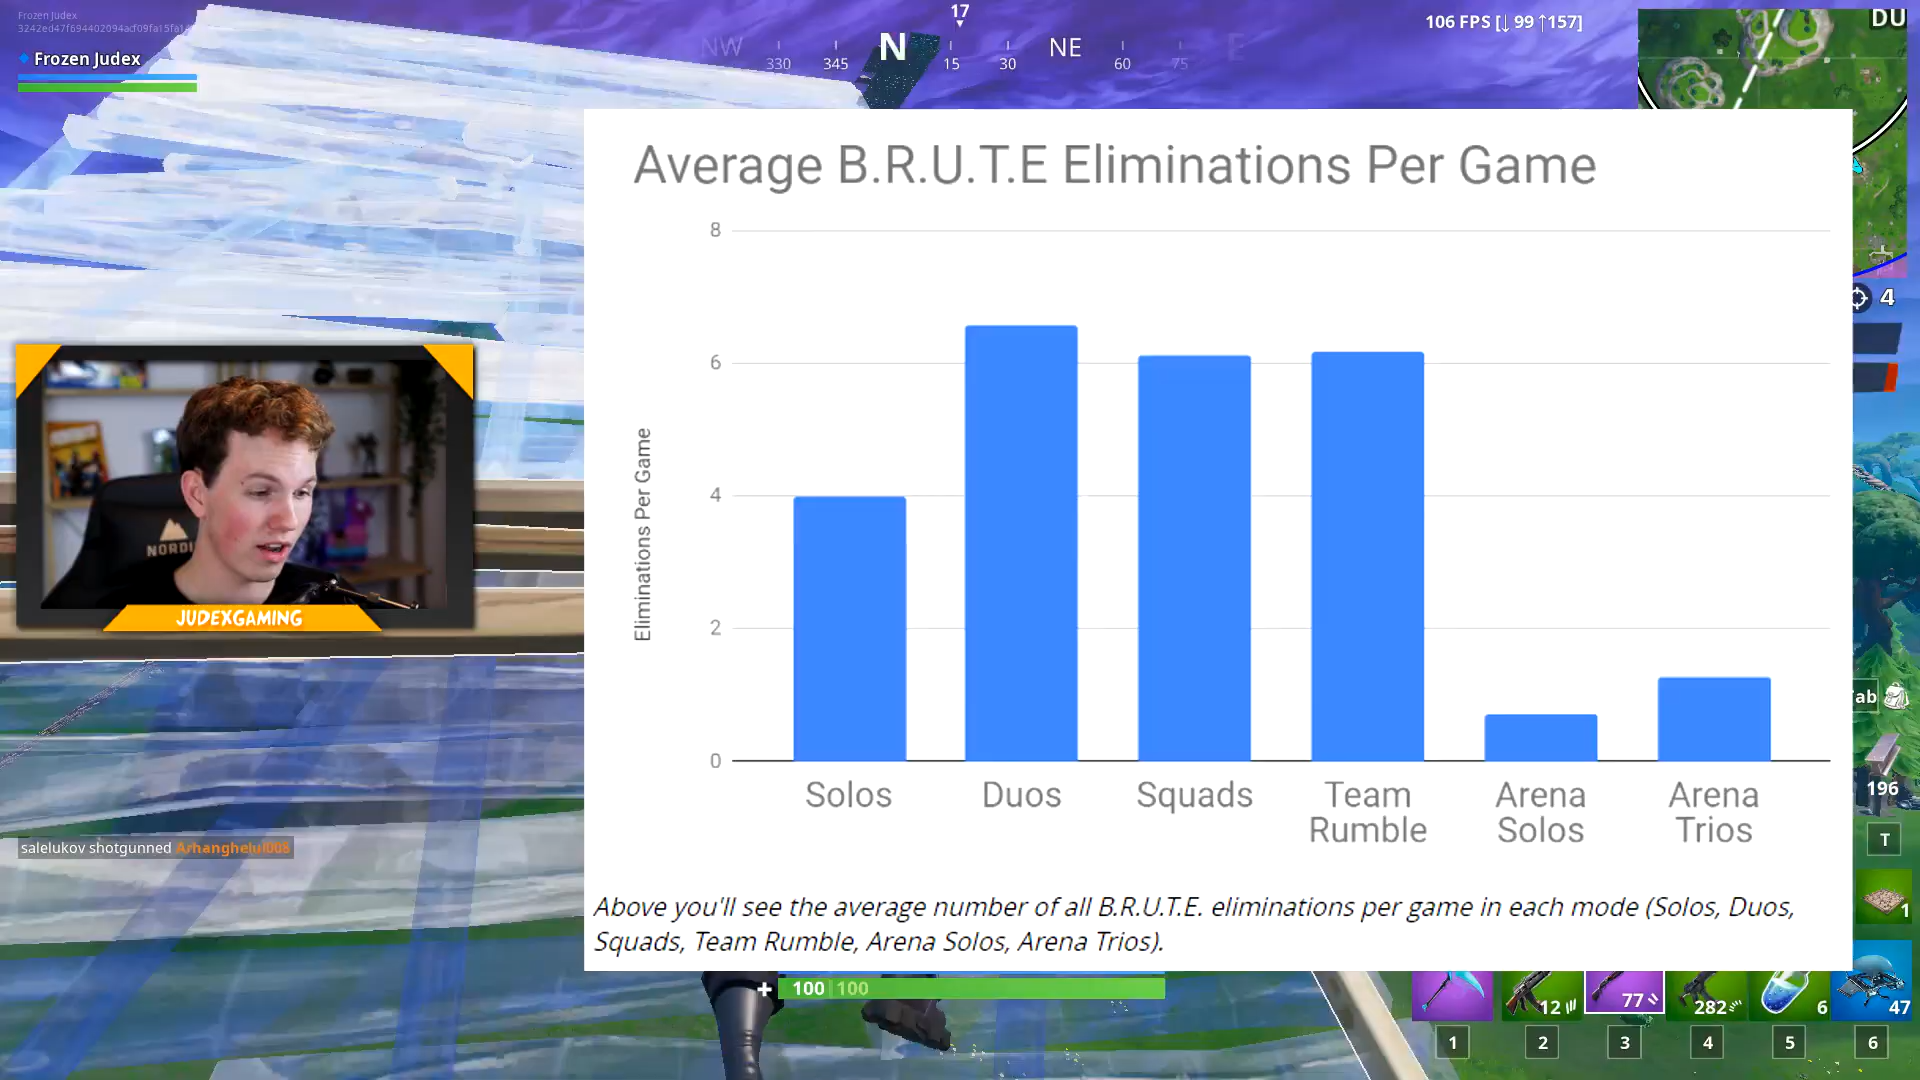 Frozen Judex
Frozen Judex
17
NW 330 345 N 15 30 NE 60 75 E
106 FPS [↓ 99 ↑157]
DU
4
Average B.R.U.T.E Eliminations Per Game
Eliminations Per Game
8
6
4
2
0
Solos
Duos
Squads
Team
Rumble
Arena
Solos
Arena
Trios
Above you'll see the average number of all B.R.U.T.E. eliminations per game in each mode (Solos, Duos,
Squads, Team Rumble, Arena Solos, Arena Trios).
NORDI
JUDEXGAMING
salelukov shotgunned Arhanghelul008
ab
196
T
1
+ 100 100
12
77
282
6
47
1 2 3 4 5 6